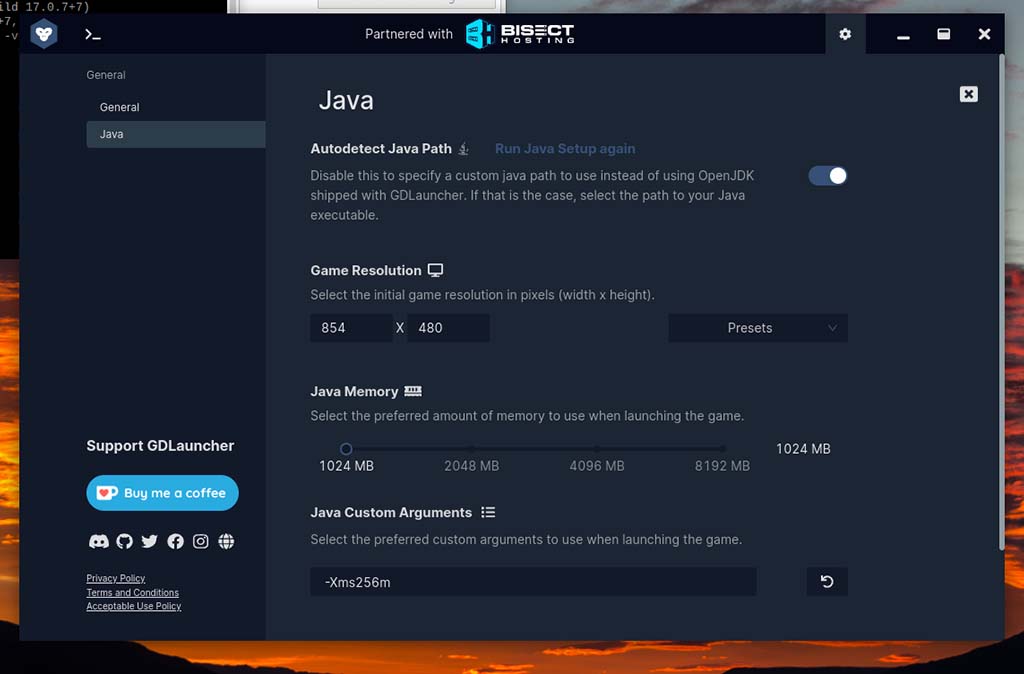 ild 17.0.7+7)
+7,
-v
>_
Partnered with BISECT HOSTING
General
General
Java
Java
Autodetect Java Path Run Java Setup again
Disable this to specify a custom java path to use instead of using OpenJDK
shipped with GDLauncher. If that is the case, select the path to your Java
executable.
Game Resolution
Select the initial game resolution in pixels (width x height).
854 X 480 Presets
Java Memory
Select the preferred amount of memory to use when launching the game.
1024 MB
1024 MB 2048 MB 4096 MB 8192 MB
Java Custom Arguments
Select the preferred custom arguments to use when launching the game.
-Xms256m
Support GDLauncher
Buy me a coffee
Privacy Policy
Terms and Conditions
Acceptable Use Policy